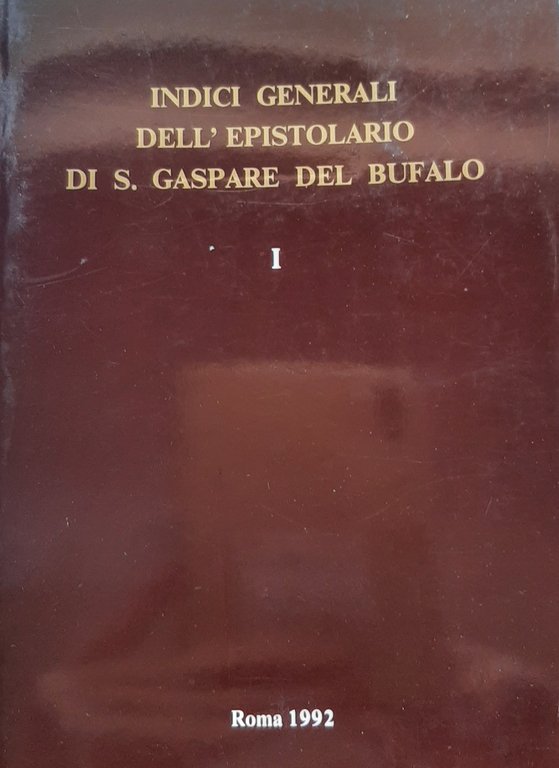 INDICI GENERALI
DELL' EPISTOLARIO
DI S. GASPARE DEL BUFALO
I
Roma 1992